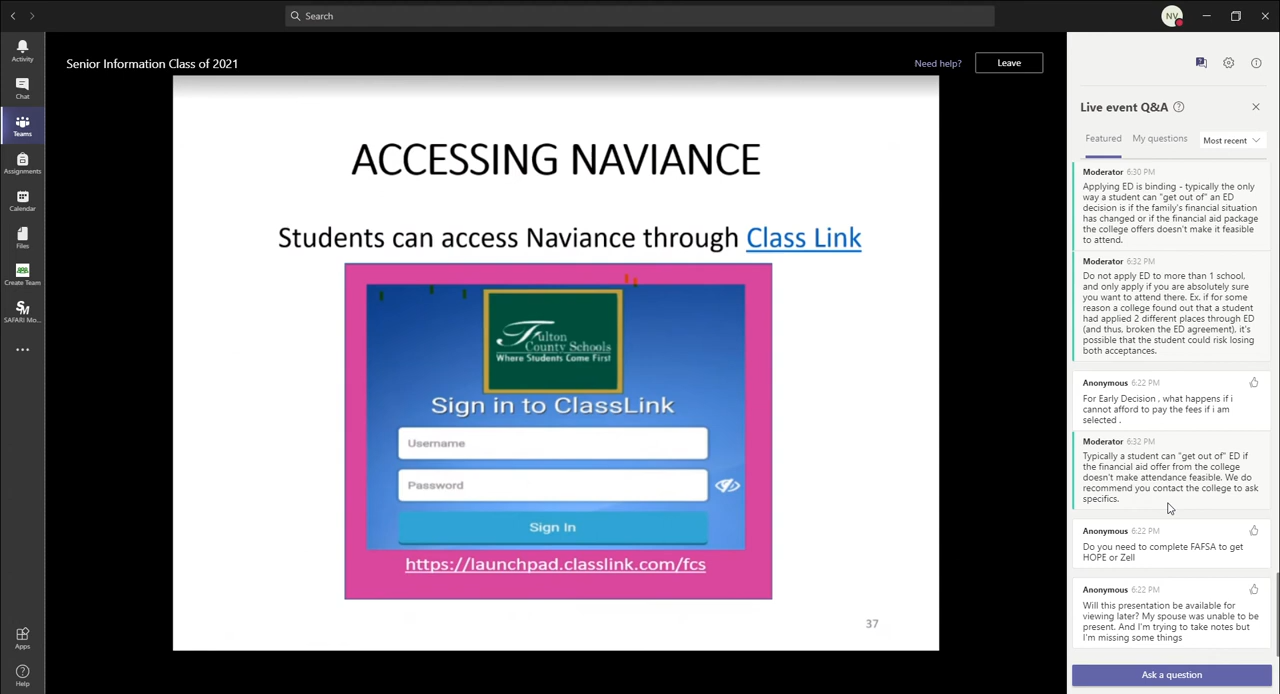 Search
NV
Activity
Chat
Teams
Assignments
Calendar
Files
Create Team
SAFARI Mo...
Apps
Help
Senior Information Class of 2021
Need help?
Leave
ACCESSING NAVIANCE
Students can access Naviance through Class Link
Fulton
County Schools
Where Students Come First
Sign in to ClassLink
Username
Password
Sign In
https://launchpad.classlink.com/fcs
37
Live event Q&A
Featured
My questions
Most recent
Moderator 6:30 PM
Applying ED is binding - typically the only
way a student can "get out of" an ED
decision is if the family's financial situation
has changed or if the financial aid package
the college offers doesn't make it feasible
to attend.
Moderator 6:32 PM
Do not apply ED to more than 1 school,
and only apply if you are absolutely sure
you want to attend there. Ex. if for some
reason a college found out that a student
had applied 2 different places through ED
(and thus, broken the ED agreement), it's
possible that the student could risk losing
both acceptances.
Anonymous 6:22 PM
For Early Decision , what happens if i
cannot afford to pay the fees if i am
selected .
Moderator 6:32 PM
Typically a student can "get out of" ED if
the financial aid offer from the college
doesn't make attendance feasible. We do
recommend you contact the college to ask
specifics.
Anonymous 6:22 PM
Do you need to complete FAFSA to get
HOPE or Zell
Anonymous 6:22 PM
Will this presentation be available for
viewing later? My spouse was unable to be
present. And I'm trying to take notes but
I'm missing some things
Ask a question